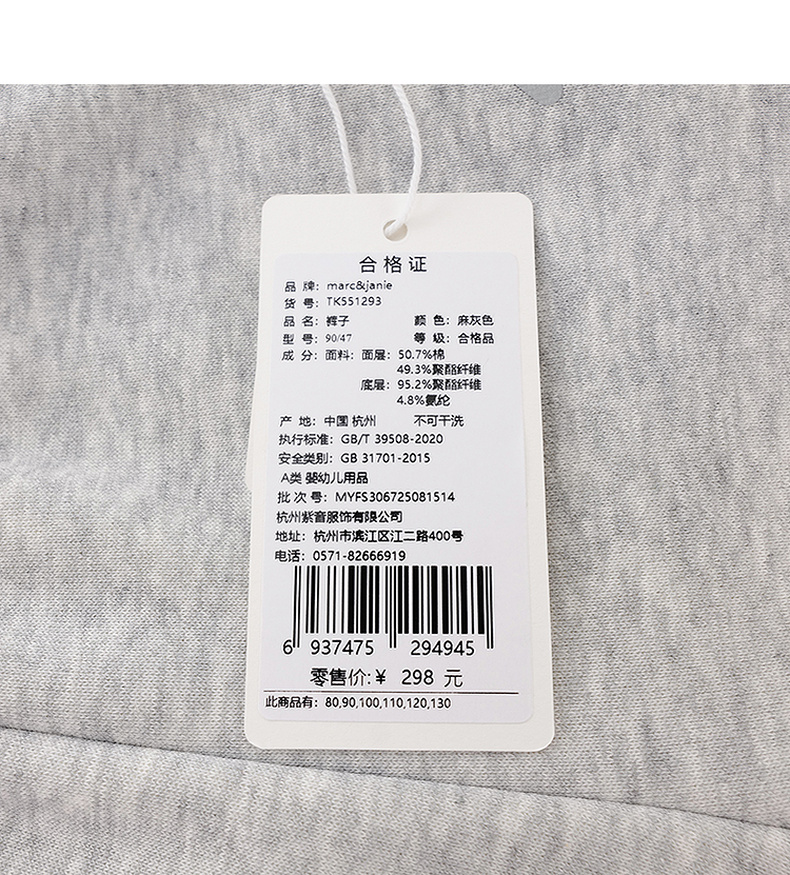 合格证
品 牌：marc&janie
货 号：TK551293
品 名：裤子 颜 色：麻灰色
型 号：90/47 等 级：合格品
成 分：面料：面层：50.7%棉
49.3%聚酯纤维
底层：95.2%聚酯纤维
4.8%氨纶
产 地：中国 杭州 不可干洗
执行标准：GB/T 39508-2020
安全类别：GB 31701-2015
A类 婴幼儿用品
批 次 号：MYFS306725081514
杭州紫音服饰有限公司
地址：杭州市滨江区江二路400号
电话：0571-82666919
6 937475 294945
零售价:￥ 298 元
此商品有：80,90,100,110,120,130